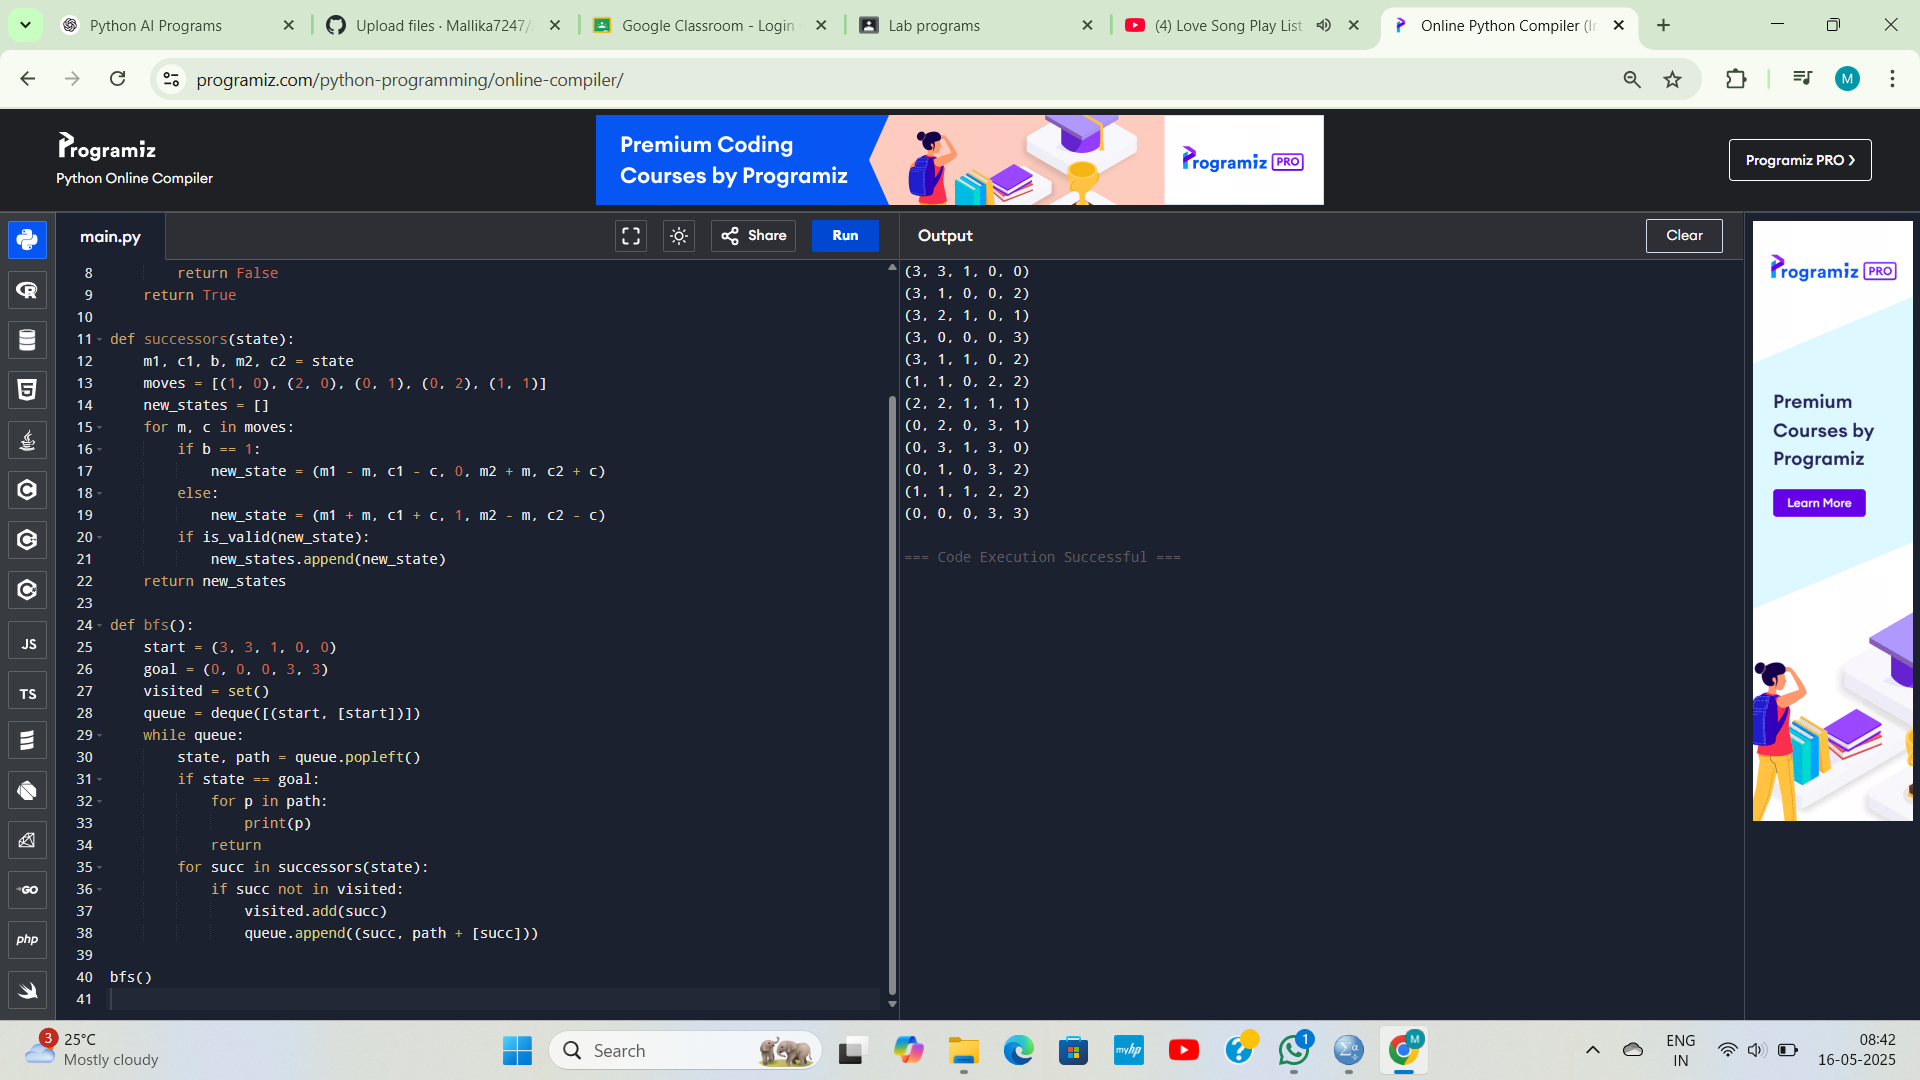 Python AI Programs
Upload files · Mallika7247/
Google Classroom - Login
Lab programs
(4) Love Song Play List
Online Python Compiler (In
programiz.com/python-programming/online-compiler/
M
Programiz
Python Online Compiler
Premium Coding
Courses by Programiz
Programiz PRO
Programiz PRO ❯
main.py
Share
Run
Output
Clear
8 return False
9 return True
10
11 def successors(state):
12 m1, c1, b, m2, c2 = state
13 moves = [(1, 0), (2, 0), (0, 1), (0, 2), (1, 1)]
14 new_states = []
15 for m, c in moves:
16 if b == 1:
17 new_state = (m1 - m, c1 - c, 0, m2 + m, c2 + c)
18 else:
19 new_state = (m1 + m, c1 + c, 1, m2 - m, c2 - c)
20 if is_valid(new_state):
21 new_states.append(new_state)
22 return new_states
23
24 def bfs():
25 start = (3, 3, 1, 0, 0)
26 goal = (0, 0, 0, 3, 3)
27 visited = set()
28 queue = deque([(start, [start])])
29 while queue:
30 state, path = queue.popleft()
31 if state == goal:
32 for p in path:
33 print(p)
34 return
35 for succ in successors(state):
36 if succ not in visited:
37 visited.add(succ)
38 queue.append((succ, path + [succ]))
39
40 bfs()
41
(3, 3, 1, 0, 0)
(3, 1, 0, 0, 2)
(3, 2, 1, 0, 1)
(3, 0, 0, 0, 3)
(3, 1, 1, 0, 2)
(1, 1, 0, 2, 2)
(2, 2, 1, 1, 1)
(0, 2, 0, 3, 1)
(0, 3, 1, 3, 0)
(0, 1, 0, 3, 2)
(1, 1, 1, 2, 2)
(0, 0, 0, 3, 3)
=== Code Execution Successful ===
Programiz PRO
Premium
Courses by
Programiz
Learn More
JS
TS
GO
php
3
25°C
Mostly cloudy
Search
myhp
1
M
ENG
IN
08:42
16-05-2025